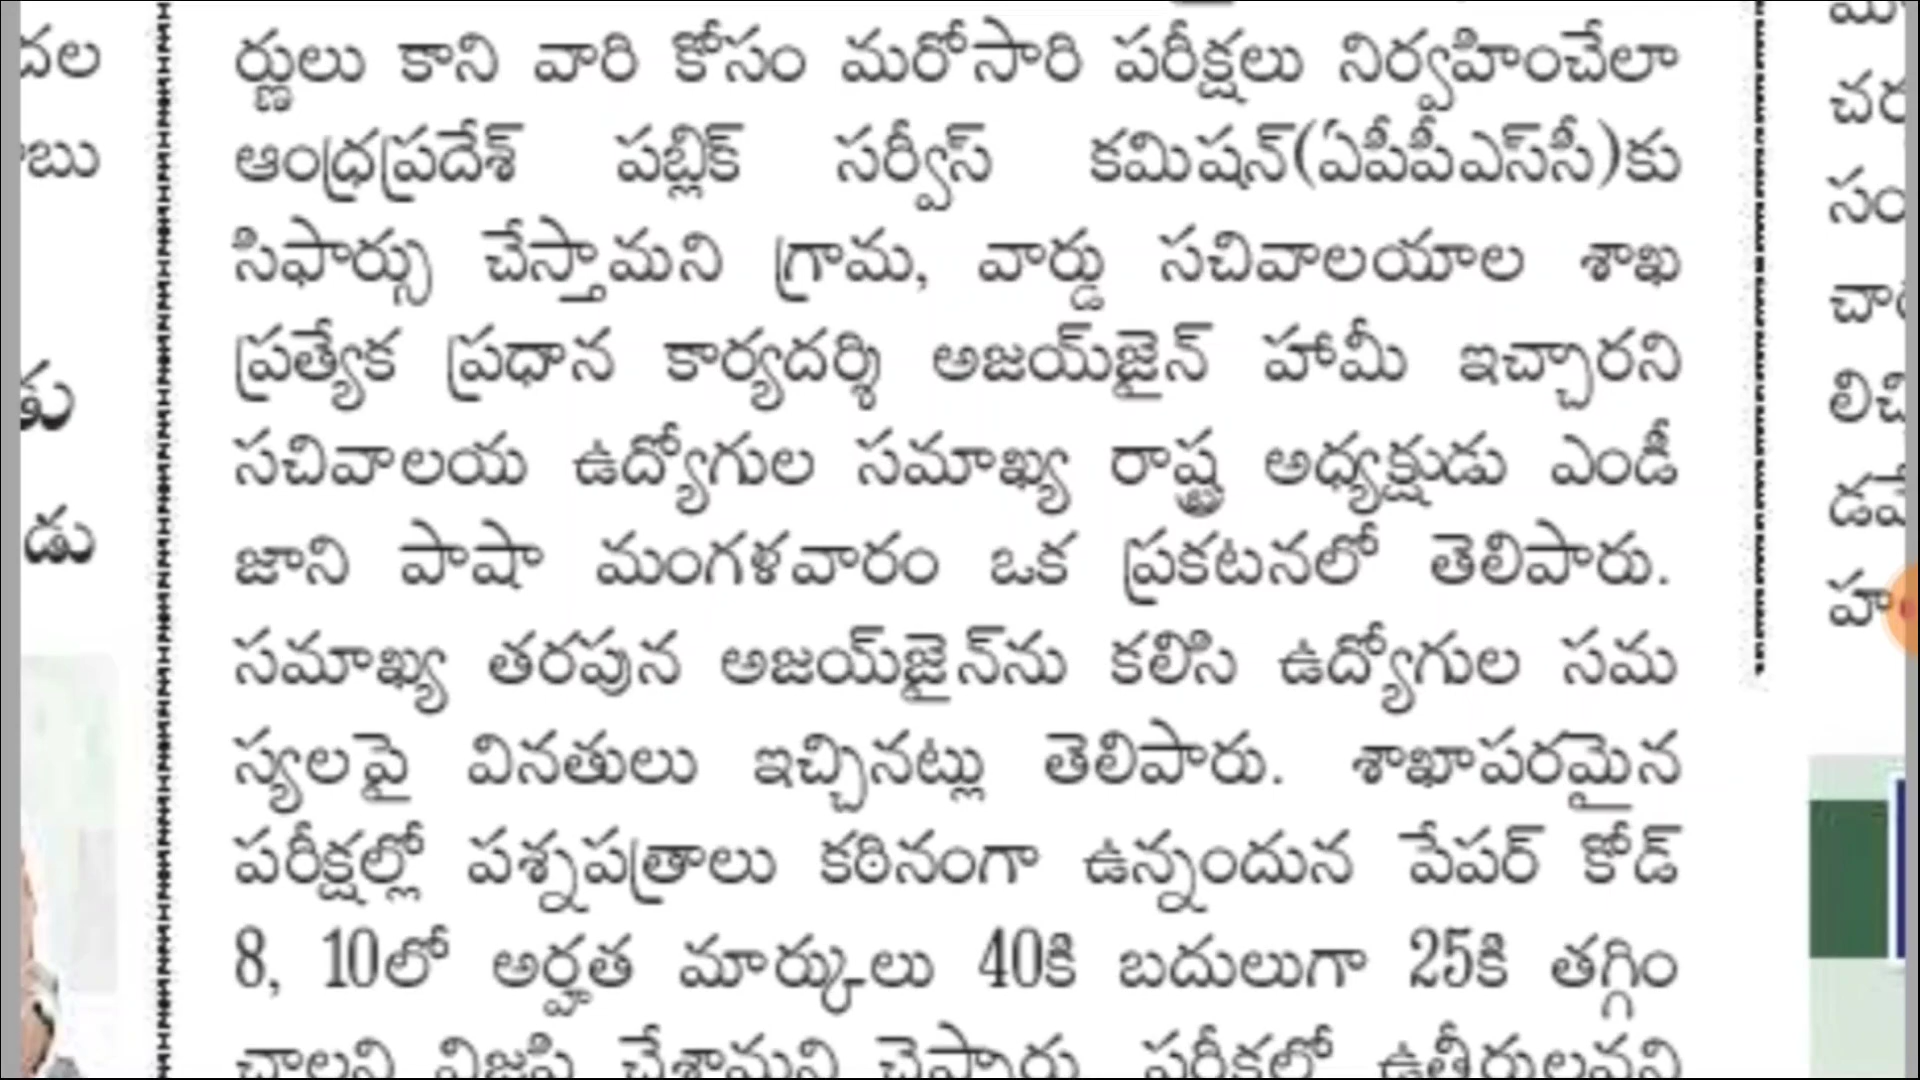 ర్ణులు కాని వారి కోసం మరోసారి పరీక్షలు నిర్వహించేలా
ఆంధ్రప్రదేశ్ పబ్లిక్ సర్వీస్ కమిషన్(ఏపీపీఎస్‌సీ)కు
సిఫార్సు చేస్తామని గ్రామ, వార్డు సచివాలయాల శాఖ
ప్రత్యేక ప్రధాన కార్యదర్శి అజయ్‌జైన్ హామీ ఇచ్చారని
సచివాలయ ఉద్యోగుల సమాఖ్య రాష్ట్ర అధ్యక్షుడు ఎండీ
జాని పాషా మంగళవారం ఒక ప్రకటనలో తెలిపారు.
సమాఖ్య తరపున అజయ్‌జైన్‌ను కలిసి ఉద్యోగుల సమ
స్యలపై వినతులు ఇచ్చినట్లు తెలిపారు. శాఖాపరమైన
పరీక్షల్లో పశ్నపత్రాలు కఠినంగా ఉన్నందున పేపర్ కోడ్
8, 10లో అర్హత మార్కులు 40కి బదులుగా 25కి తగ్గిం